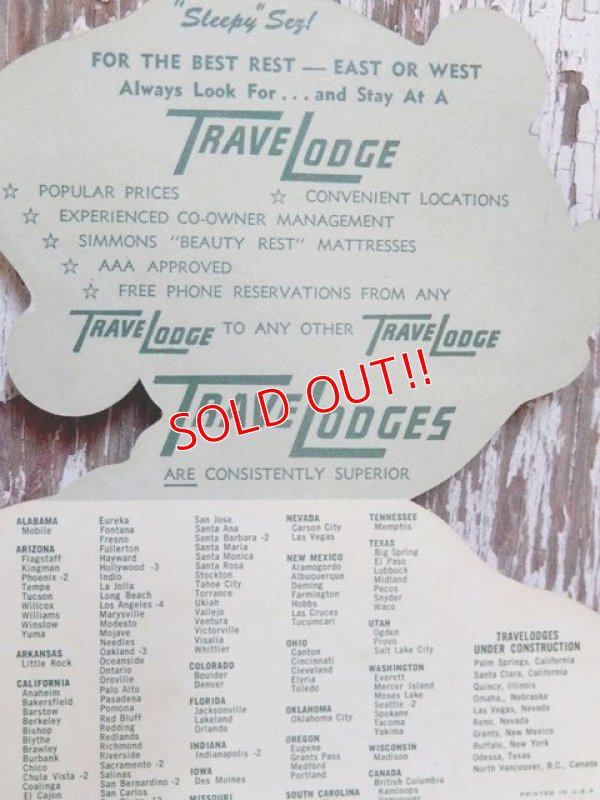 "Sleepy" Sez!
FOR THE BEST REST — EAST OR WEST
Always Look For . . . and Stay At A
TRAVELODGE
☆ POPULAR PRICES ☆ CONVENIENT LOCATIONS
☆ EXPERIENCED CO-OWNER MANAGEMENT
☆ SIMMONS "BEAUTY REST" MATTRESSES
☆ AAA APPROVED
☆ FREE PHONE RESERVATIONS FROM ANY
TRAVELODGE TO ANY OTHER TRAVELODGE
TRAVELODGES
SOLD OUT!!
ARE CONSISTENTLY SUPERIOR
ALABAMA
Mobile
ARIZONA
Flagstaff
Kingman
Phoenix -2
Tempe
Tucson
Willcox
Williams
Winslow
Yuma
ARKANSAS
Little Rock
CALIFORNIA
Anaheim
Bakersfield
Barstow
Berkeley
Bishop
Blythe
Brawley
Burbank
Chico
Chula Vista -2
Coalinga
El Cajon
Eureka
Fontana
Fresno
Fullerton
Hayward
Hollywood -3
Indio
La Jolla
Long Beach
Los Angeles -4
Marysville
Modesto
Mojave
Needles
Oakland -3
Oceanside
Ontario
Oroville
Palo Alto
Pasadena
Pomona
Red Bluff
Redding
Redlands
Richmond
Riverside
Sacramento -2
Salinas
San Bernardino -2
San Carlos
San Jose
Santa Ana
Santa Barbara -2
Santa Maria
Santa Monica
Santa Rosa
Stockton
Tahoe City
Torrance
Ukiah
Vallejo
Ventura
Victorville
Visalia
Whittier
COLORADO
Boulder
Denver
FLORIDA
Jacksonville
Lakeland
Orlando
INDIANA
Indianapolis -2
IOWA
Des Moines
MISSOURI
NEVADA
Carson City
Las Vegas
NEW MEXICO
Alamogordo
Albuquerque
Deming
Farmington
Hobbs
Las Cruces
Tucumcari
OHIO
Canton
Cincinnati
Cleveland
Elyria
Toledo
OKLAHOMA
Oklahoma City
OREGON
Eugene
Grants Pass
Medford
Portland
SOUTH CAROLINA
TENNESSEE
Memphis
TEXAS
Big Spring
El Paso
Lubbock
Midland
Pecos
Snyder
Waco
UTAH
Ogden
Provo
Salt Lake City
WASHINGTON
Everett
Mercer Island
Moses Lake
Seattle -2
Spokane
Tacoma
Yakima
WISCONSIN
Madison
CANADA
British Columbia
Kamloops
Vancouver
TRAVELODGES
UNDER CONSTRUCTION
Palm Springs, California
Santa Clara, California
Quincy, Illinois
Omaha, Nebraska
Las Vegas, Nevada
Reno, Nevada
Grants, New Mexico
Buffalo, New York
Odessa, Texas
North Vancouver, B.C., Canada
PRINTED IN U.S.A